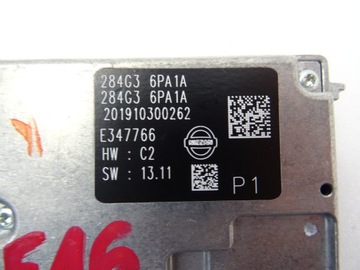 284G3 6PA1A
284G3 6PA1A
201910300262
E347766
HW : C2
SW : 13.11
P1